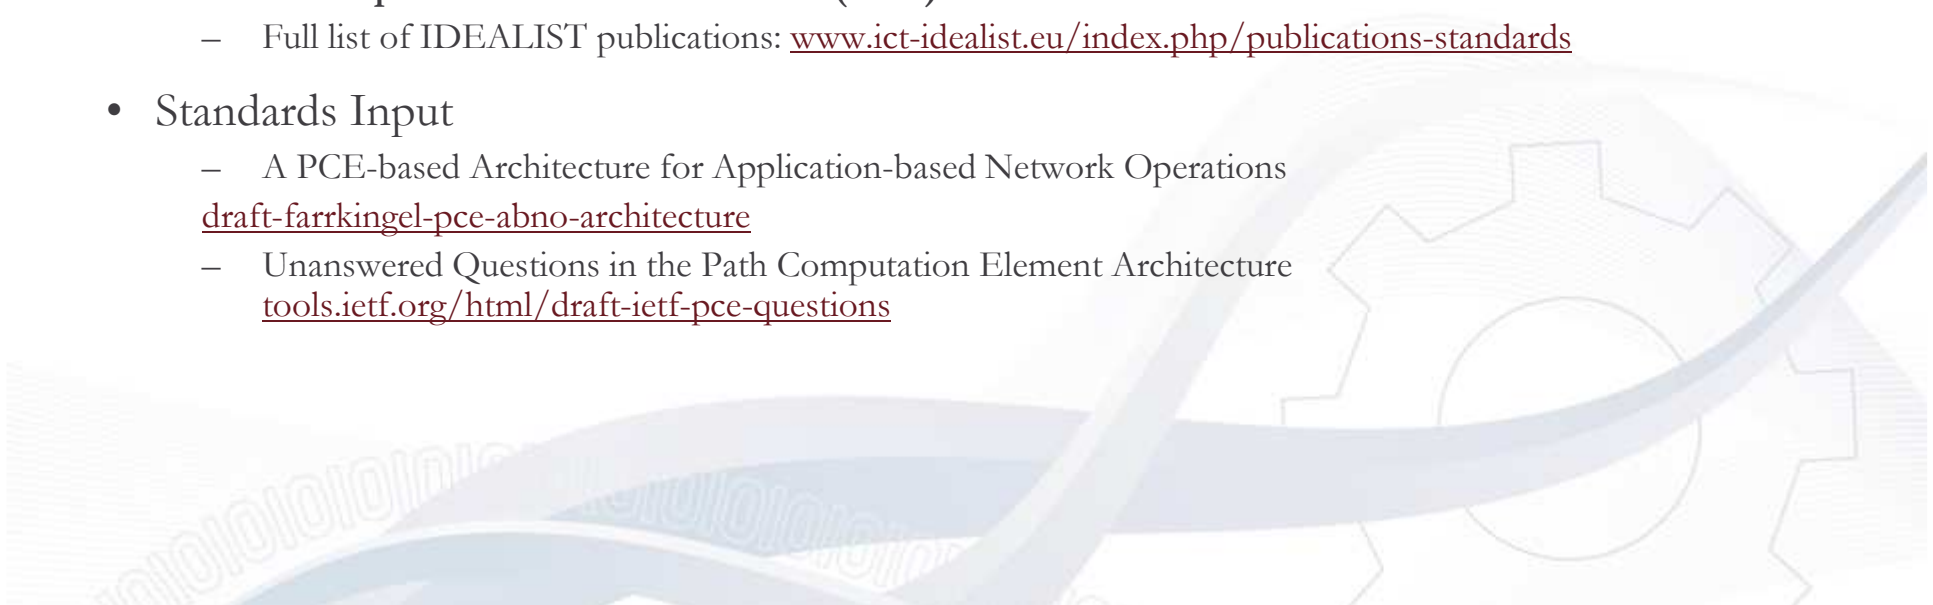 – Full list of IDEALIST publications: www.ict-idealist.eu/index.php/publications-standards
• Standards Input
– A PCE-based Architecture for Application-based Network Operations
draft-farrkingel-pce-abno-architecture
– Unanswered Questions in the Path Computation Element Architecture
tools.ietf.org/html/draft-ietf-pce-questions